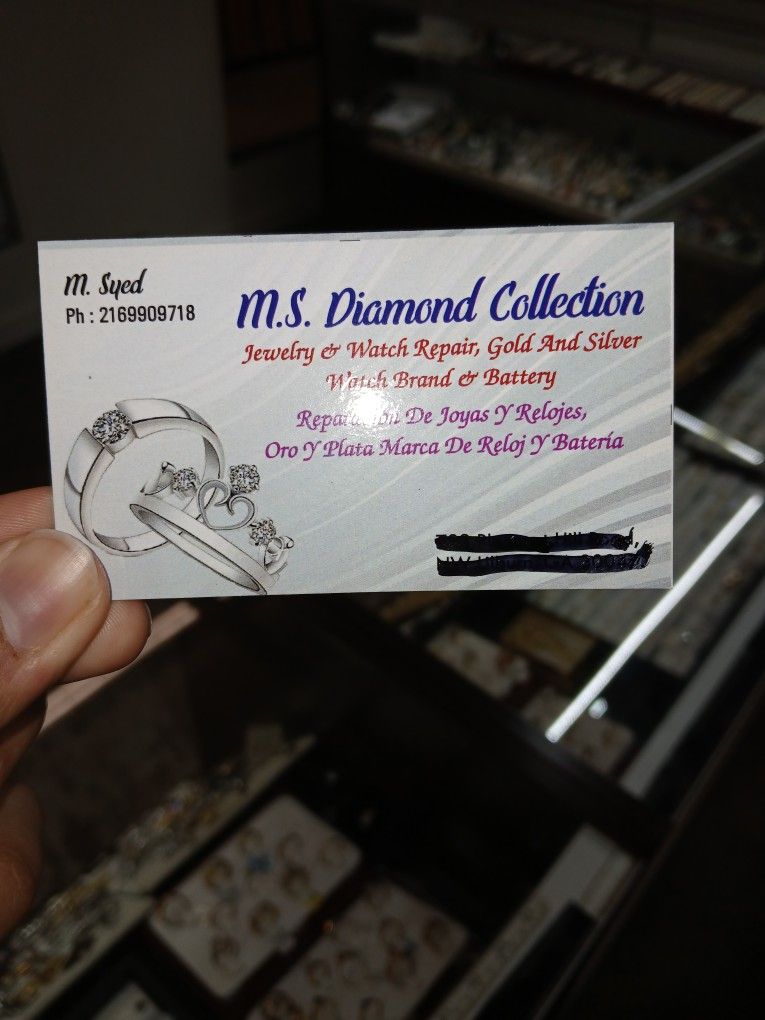 M. Syed
Ph : 2169909718
M.S. Diamond Collection
Jewelry & Watch Repair, Gold And Silver
Watch Brand & Battery
Reparación De Joyas Y Relojes,
Oro Y Plata Marca De Reloj Y Batería